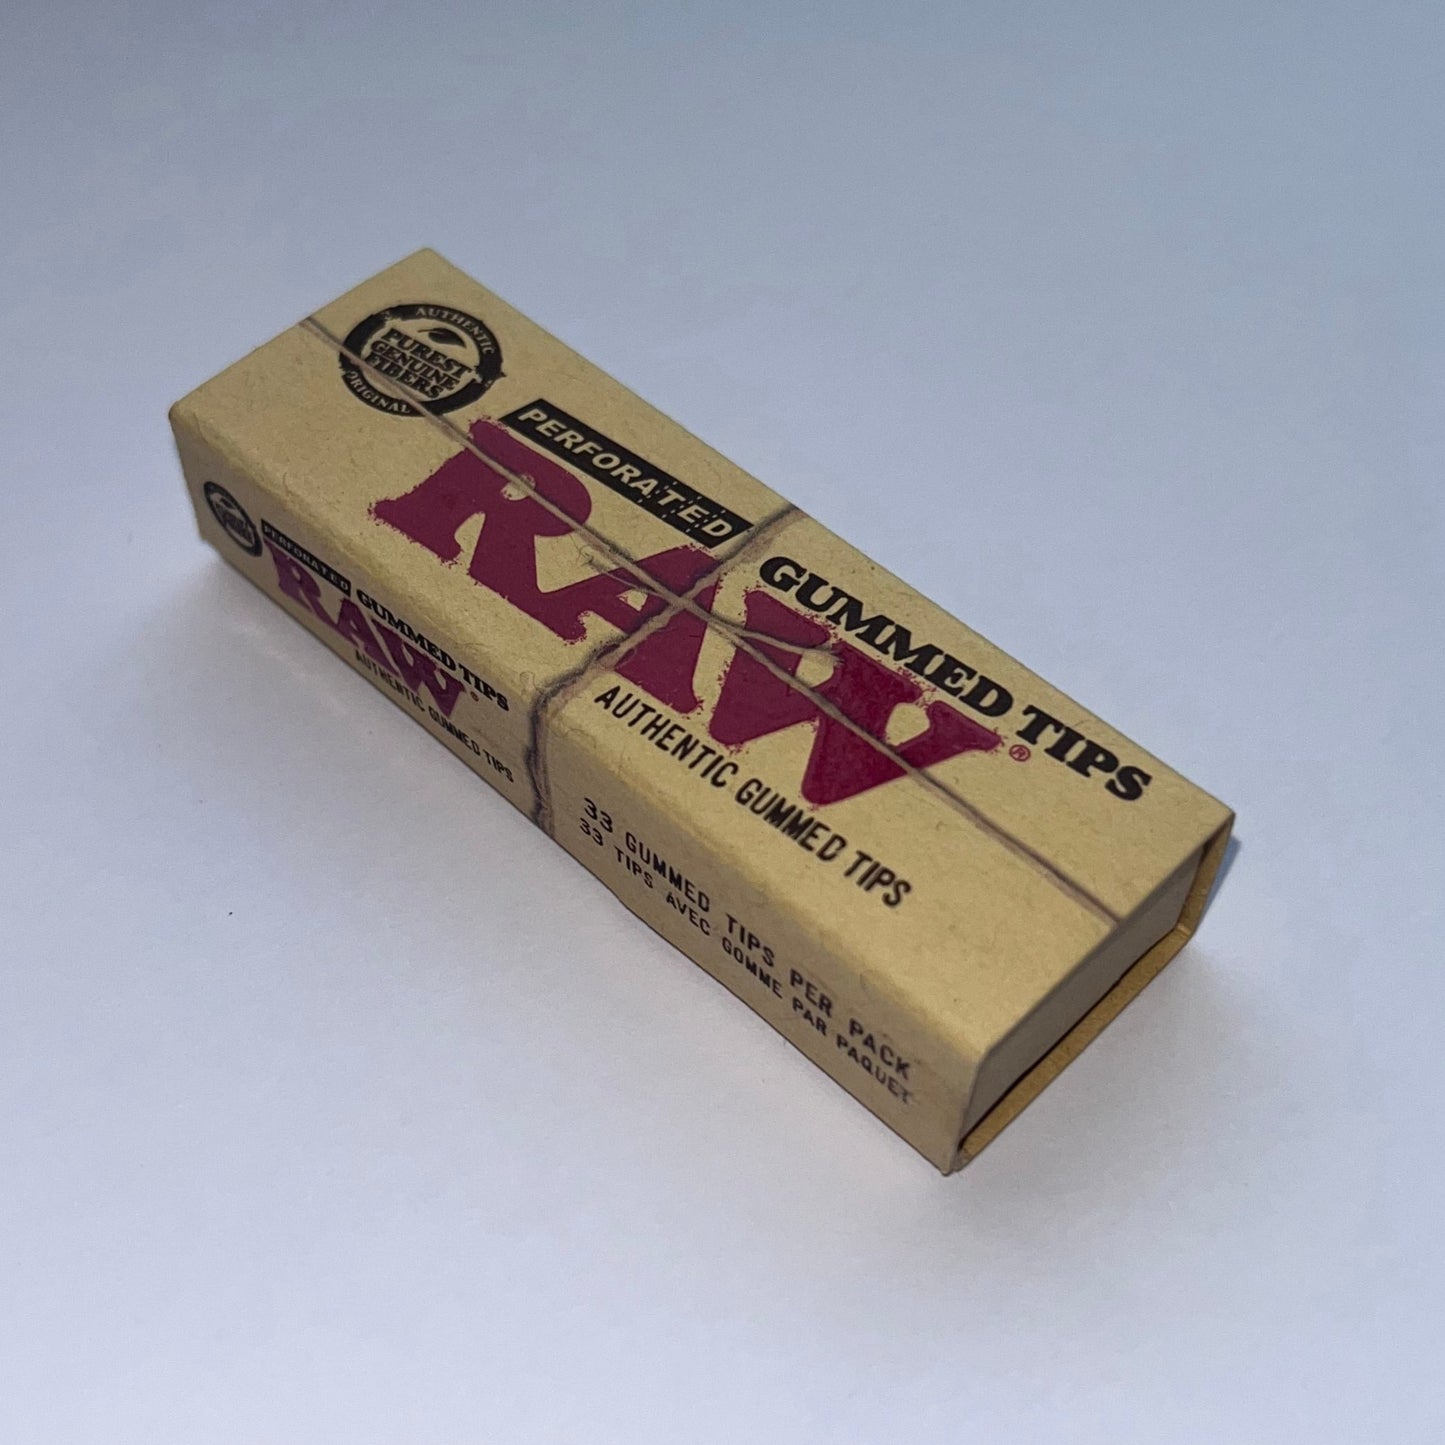 AUTHENTIC
PUREST
GENUINE
FIBERS
ORIGINAL
PERFORATED
GUMMED TIPS
RAW®
AUTHENTIC GUMMED TIPS
PERFORATED
GUMMED TIPS
RAW
AUTHENTIC GUMMED TIPS
33 GUMMED TIPS PER PACK
33 TIPS AVEC GOMME PAR PAQUET